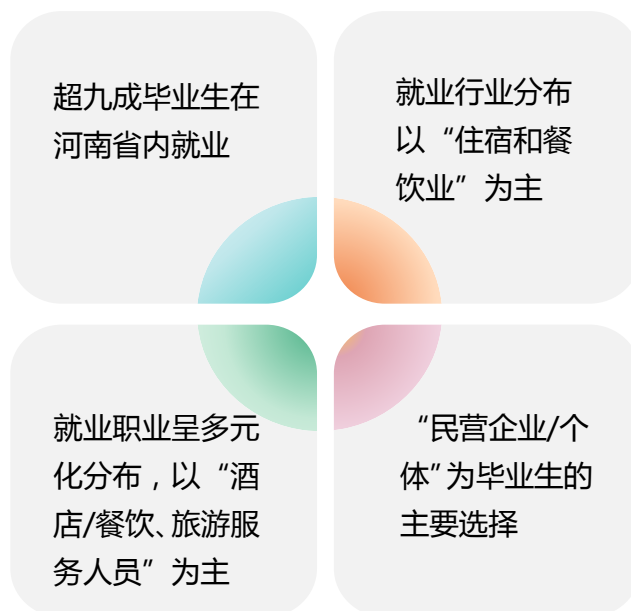 超九成毕业生在
河南省内就业
就业行业分布
以“住宿和餐
饮业”为主
就业职业呈多元
化分布，以“酒
店/餐饮、旅游服
务人员”为主
“民营企业/个
体”为毕业生的
主要选择